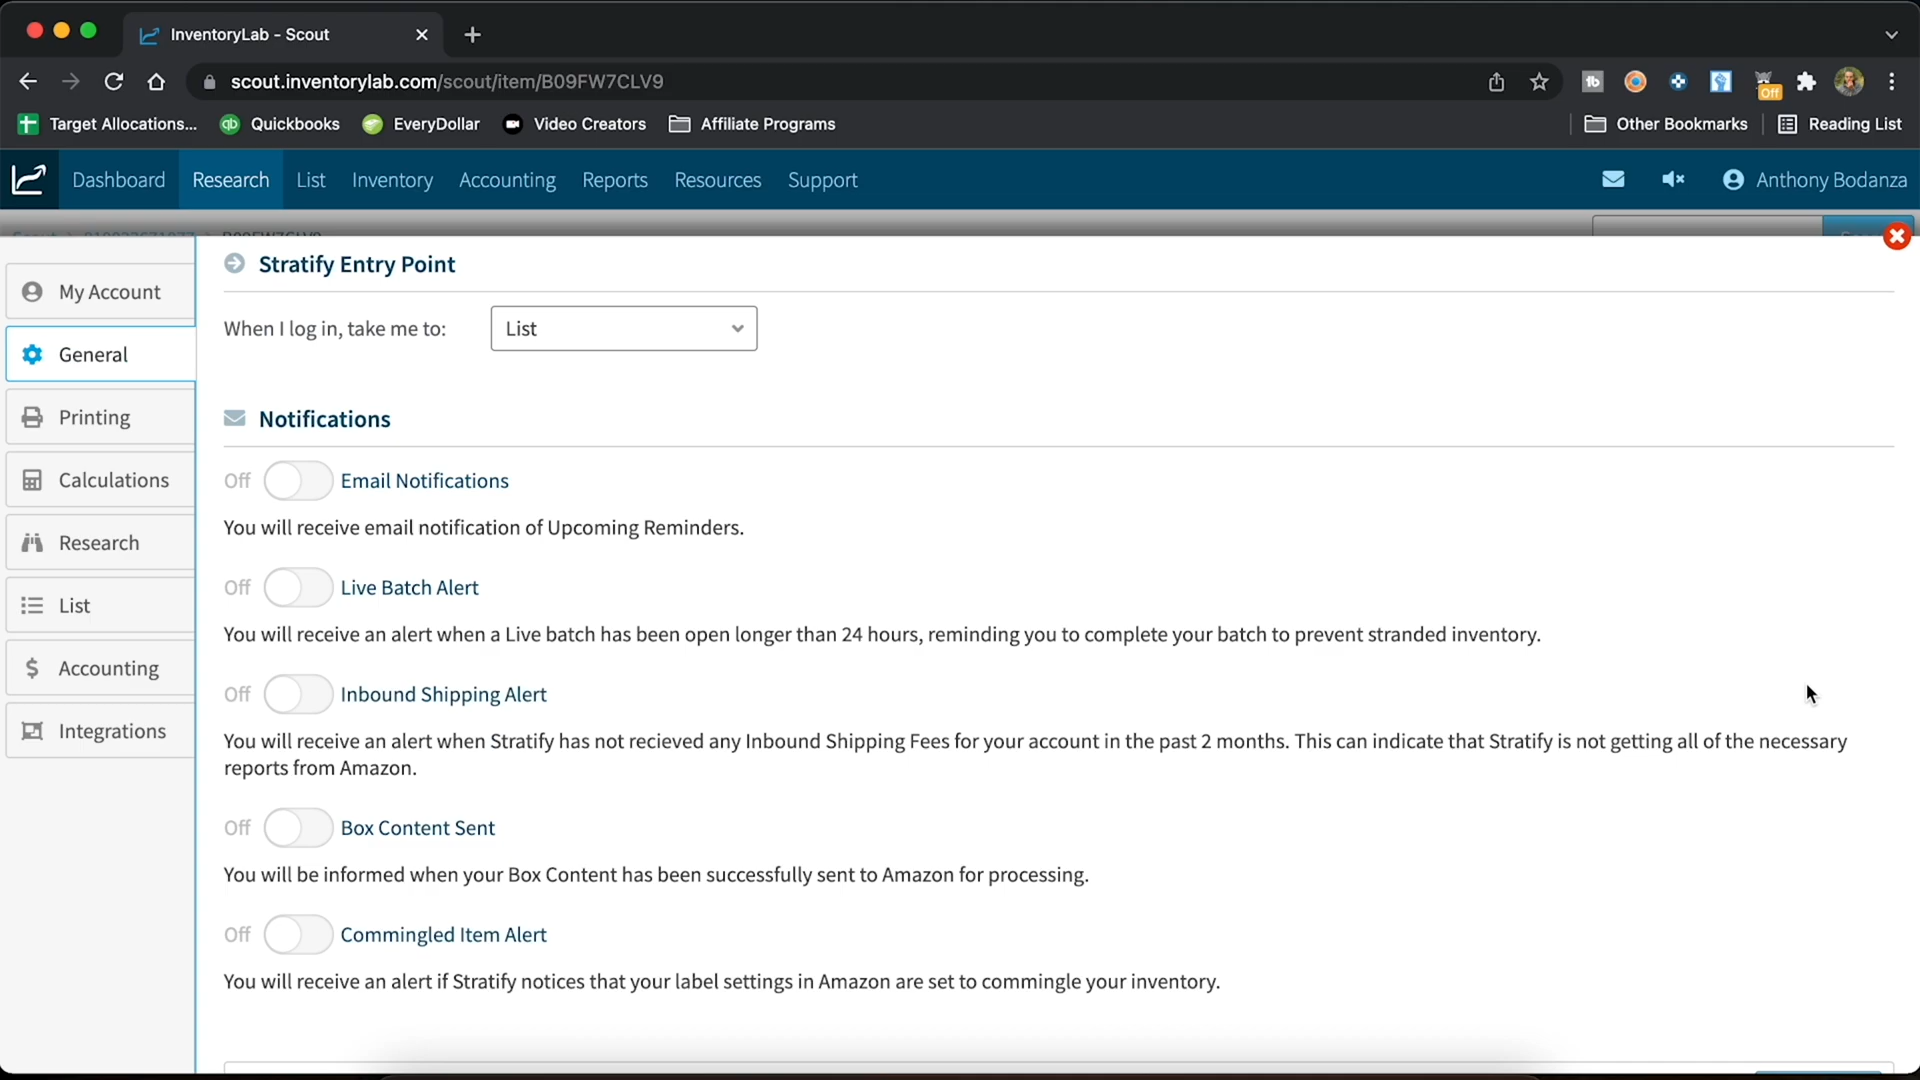 InventoryLab - Scout
scout.inventorylab.com/scout/item/B09FW7CLV9
Off
Target Allocations...
Quickbooks
EveryDollar
Video Creators
Affiliate Programs
Other Bookmarks
Reading List
Dashboard
Research
List
Inventory
Accounting
Reports
Resources
Support
Anthony Bodanza
My Account
General
Printing
Calculations
Research
List
Accounting
Integrations
Stratify Entry Point
When I log in, take me to:
List
Notifications
Off Email Notifications
You will receive email notification of Upcoming Reminders.
Off Live Batch Alert
You will receive an alert when a Live batch has been open longer than 24 hours, reminding you to complete your batch to prevent stranded inventory.
Off Inbound Shipping Alert
You will receive an alert when Stratify has not recieved any Inbound Shipping Fees for your account in the past 2 months. This can indicate that Stratify is not getting all of the necessary
reports from Amazon.
Off Box Content Sent
You will be informed when your Box Content has been successfully sent to Amazon for processing.
Off Commingled Item Alert
You will receive an alert if Stratify notices that your label settings in Amazon are set to commingle your inventory.